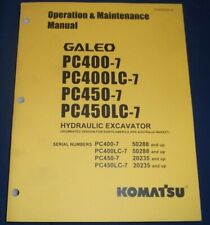 Operation & Maintenance
Manual
GALEO
PC400-7
PC400LC-7
PC450-7
PC450LC-7
HYDRAULIC EXCAVATOR
SERIAL NUMBERS PC400-7 50288 and up
PC400LC-7 50288 and up
PC450-7 20235 and up
PC450LC-7 20235 and up
KOMATSU